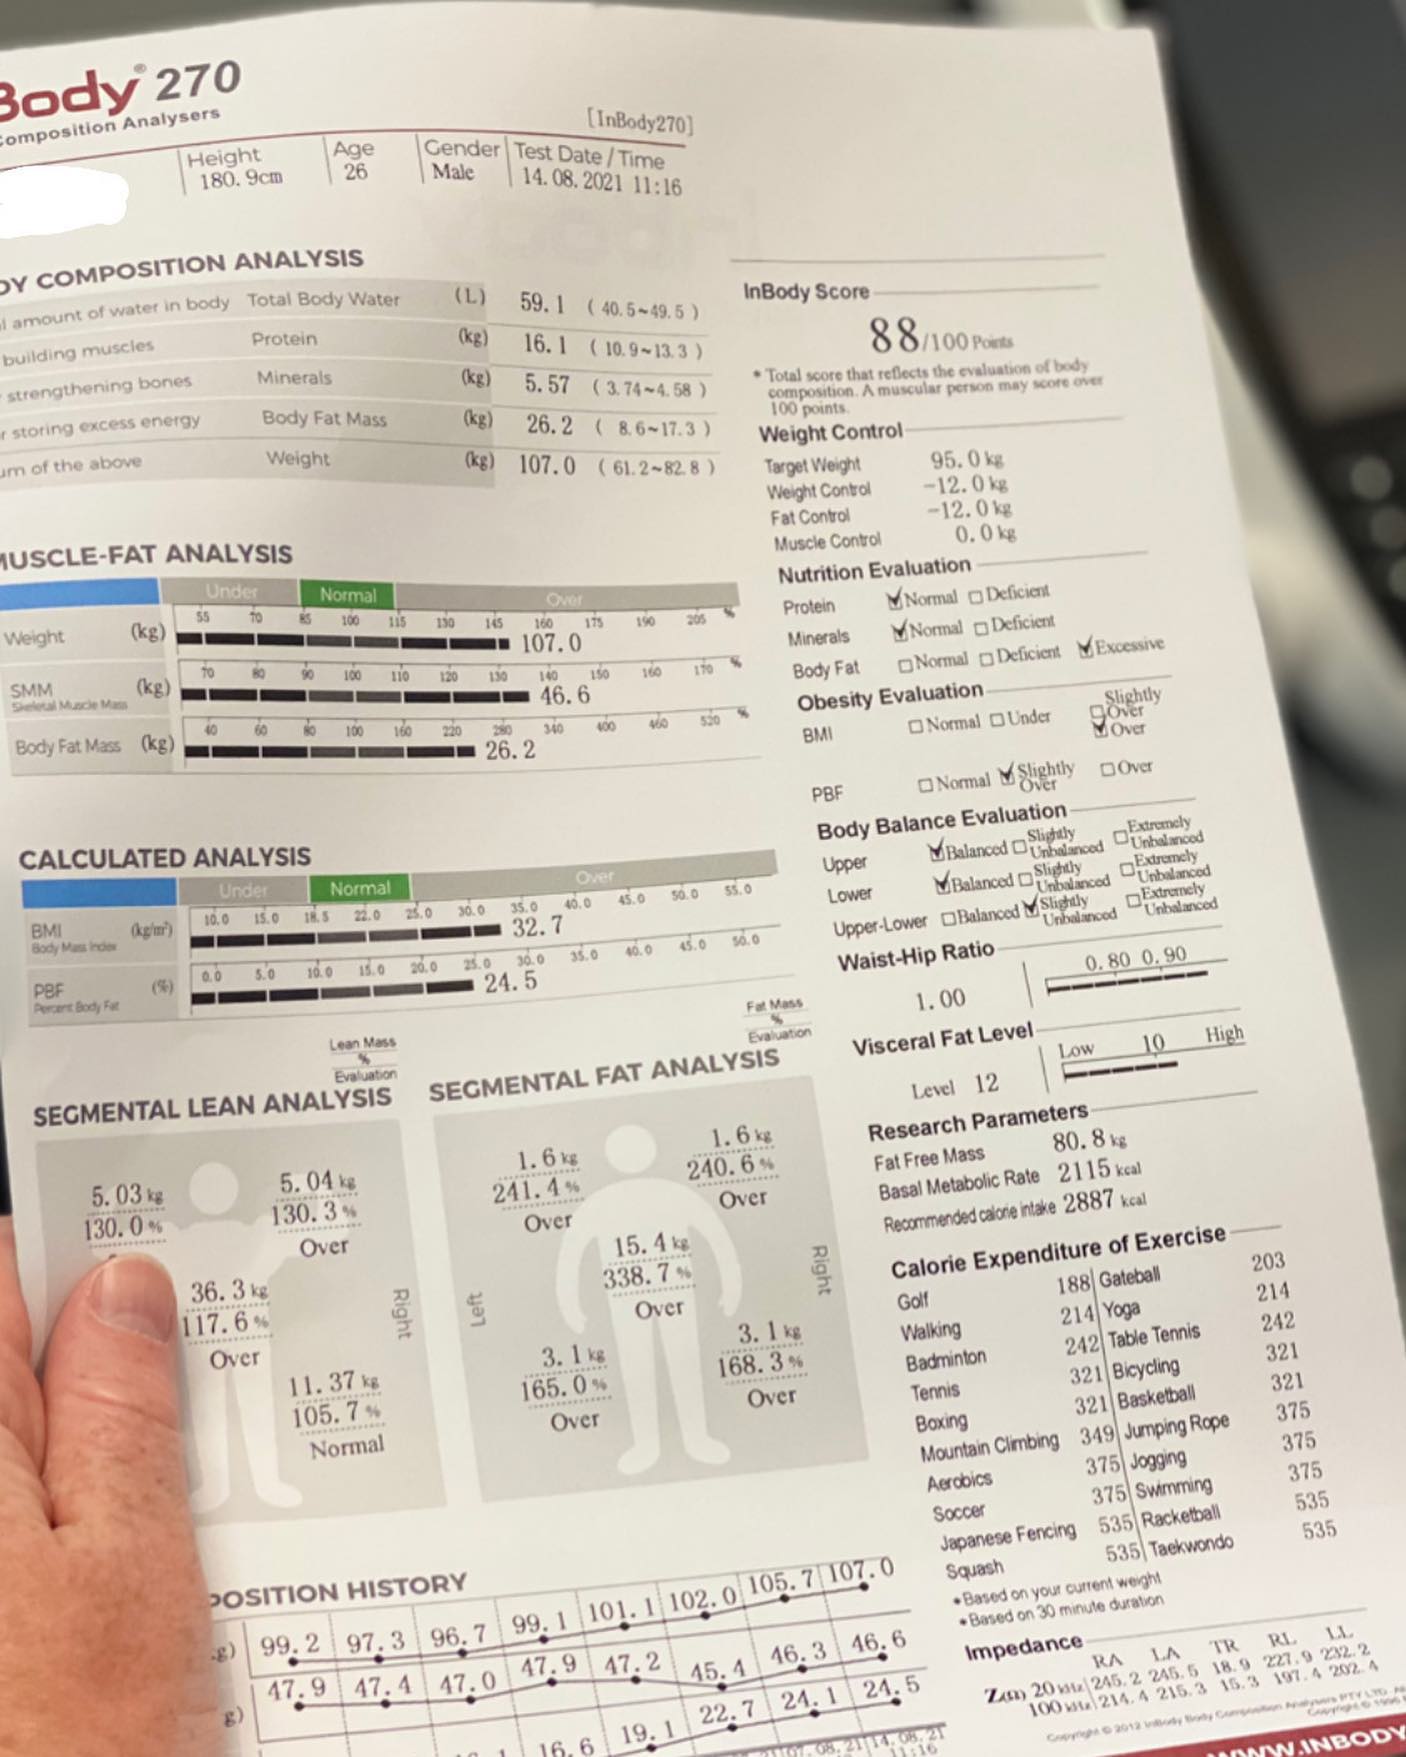 Body 270
Composition Analysers
[InBody270]
Height Age Gender Test Date / Time
180. 9cm 26 Male 14. 08. 2021 11:16
DY COMPOSITION ANALYSIS
l amount of water in body Total Body Water (L) 59. 1 ( 40. 5~49. 5 )
building muscles Protein (kg) 16. 1 ( 10. 9~13. 3 )
strengthening bones Minerals (kg) 5. 57 ( 3. 74~4. 58 )
r storing excess energy Body Fat Mass (kg) 26. 2 ( 8. 6~17. 3 )
um of the above Weight (kg) 107. 0 ( 61. 2~82. 8 )
MUSCLE-FAT ANALYSIS
Under Normal Over
55 70 85 100 115 130 145 160 175 190 205 %
Weight (kg) 107. 0
70 80 90 100 110 120 130 140 150 160 170 %
SMM (kg) 46. 6
Skeletal Muscle Mass
40 60 80 100 160 220 280 340 400 460 520 %
Body Fat Mass (kg) 26. 2
CALCULATED ANALYSIS
Under Normal Over
10. 0 15. 0 18. 5 22. 0 25. 0 30. 0 35. 0 40. 0 45. 0 50. 0 55. 0
BMI (kg/m²) 32. 7
Body Mass Index
0. 0 5. 0 10. 0 15. 0 20. 0 25. 0 30. 0 35. 0 40. 0 45. 0 50. 0
PBF (%) 24. 5
Percent Body Fat
Lean Mass
%
Evaluation
SEGMENTAL LEAN ANALYSIS
5. 03 kg 5. 04 kg
130. 0 % 130. 3 %
Over
36. 3 kg
117. 6 %
Over
Right
11. 37 kg
105. 7 %
Normal
Fat Mass
%
Evaluation
SEGMENTAL FAT ANALYSIS
1. 6 kg 1. 6 kg
241. 4 % 240. 6 %
Over Over
15. 4 kg
338. 7 %
Over
Left Right
3. 1 kg 3. 1 kg
165. 0 % 168. 3 %
Over Over
POSITION HISTORY
g) 99. 2 97. 3 96. 7 99. 1 101. 1 102. 0 105. 7 107. 0
g) 47. 9 47. 4 47. 0 47. 9 47. 2 45. 4 46. 3 46. 6
16. 6 19. 1 22. 7 24. 1 24. 5
07. 08. 21 14. 08. 21
11:16
InBody Score
88/100 Points
* Total score that reflects the evaluation of body
composition. A muscular person may score over
100 points.
Weight Control
Target Weight 95. 0 kg
Weight Control -12. 0 kg
Fat Control -12. 0 kg
Muscle Control 0. 0 kg
Nutrition Evaluation
Protein Normal Deficient
Minerals Normal Deficient
Body Fat Normal Deficient Excessive
Obesity Evaluation
BMI Normal Under Slightly Over Over
PBF Normal Slightly Over Over
Body Balance Evaluation
Upper Balanced Slightly Unbalanced Extremely Unbalanced
Lower Balanced Slightly Unbalanced Extremely Unbalanced
Upper-Lower Balanced Slightly Unbalanced Extremely Unbalanced
Waist-Hip Ratio
1. 00 0. 80 0. 90
Visceral Fat Level
Level 12 Low 10 High
Research Parameters
Fat Free Mass 80. 8 kg
Basal Metabolic Rate 2115 kcal
Recommended calorie intake 2887 kcal
Calorie Expenditure of Exercise
Golf 188 Gateball 203
Walking 214 Yoga 214
Badminton 242 Table Tennis 242
Tennis 321 Bicycling 321
Boxing 321 Basketball 321
Mountain Climbing 349 Jumping Rope 375
Aerobics 375 Jogging 375
Soccer 375 Swimming 375
Japanese Fencing 535 Racketball 535
Squash 535 Taekwondo 535
*Based on your current weight
*Based on 30 minute duration
Impedance
RA LA TR RL LL
Z(Ω) 20 kHz 245. 2 245. 5 18. 9 227. 9 232. 2
100 kHz 214. 4 215. 3 15. 3 197. 4 202. 4
WWW.INBODY